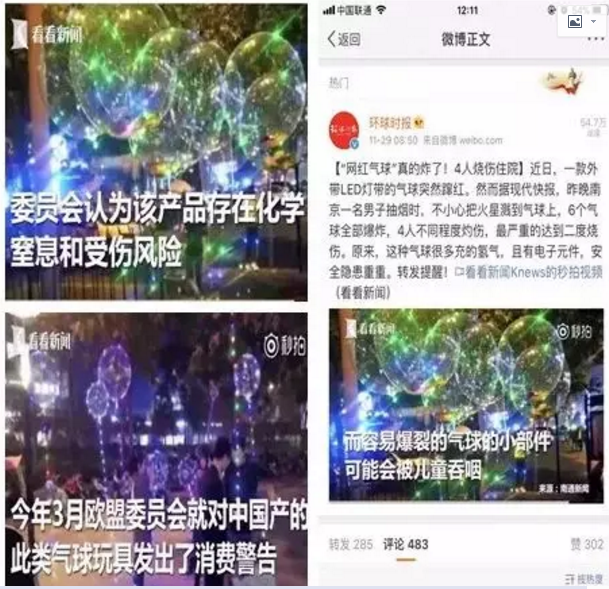 看看新闻
委员会认为该产品存在化学
窒息和受伤风险
看看新闻
秒拍
今年3月欧盟委员会就对中国产的
此类气球玩具发出了消费警告
中国联通
12:11
54%
返回
微博正文
热门
环球时报
54.7万
阅读
11-29 08:50 来自微博 weibo.com
【“网红气球”真的炸了！4人烧伤住院】近日，一款外
带LED灯带的气球突然蹿红。然而据现代快报，昨晚南
京一名男子抽烟时，不小心把火星溅到气球上，6个气
球全部爆炸，4人不同程度灼伤，最严重的达到二度烧
伤。原来，这种气球很多充的氢气，且有电子元件，安
全隐患重重。转发提醒！看看新闻Knews的秒拍视频
（看看新闻）
看看新闻
秒拍
而容易爆裂的气球的小部件
可能会被儿童吞咽
来源：南通新闻
转发 285 评论 483
赞 302
按热度